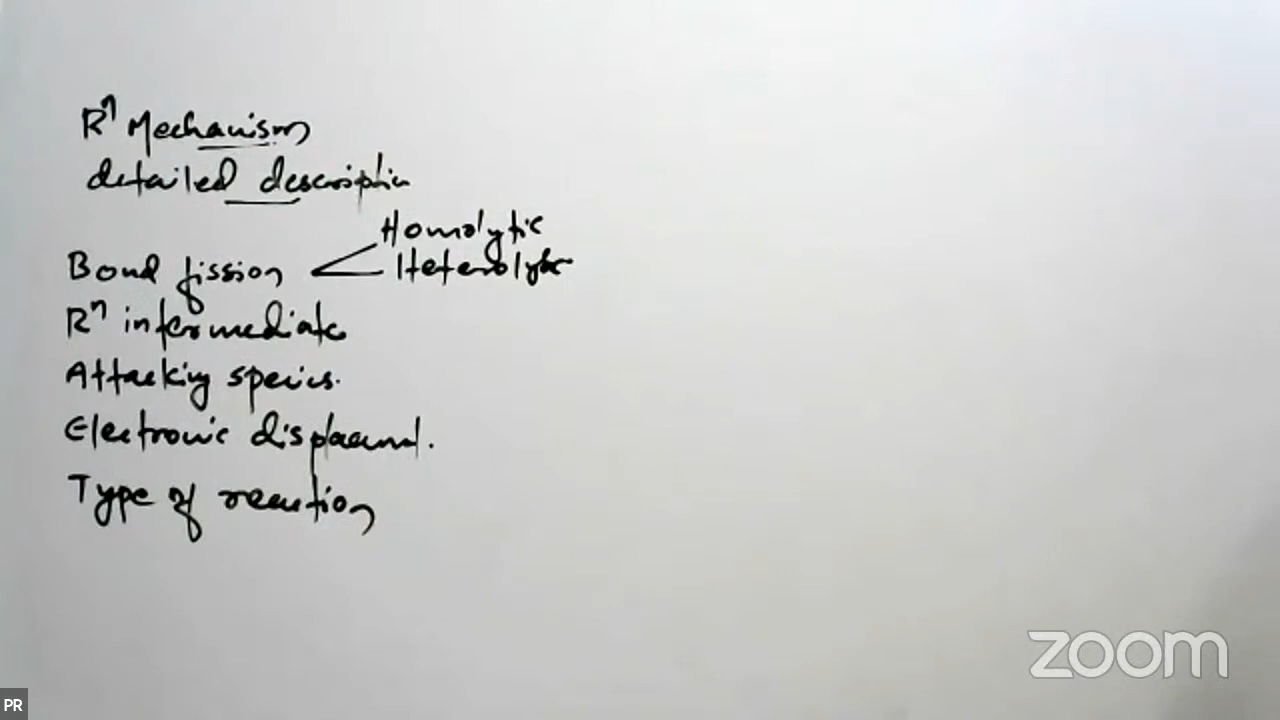 Rⁿ Mechanism
detailed description
Bond fission
Homolytic
Heterolytic
Rⁿ intermediate
Attacking species.
Electronic displacement.
Type of reaction
zoom
PR